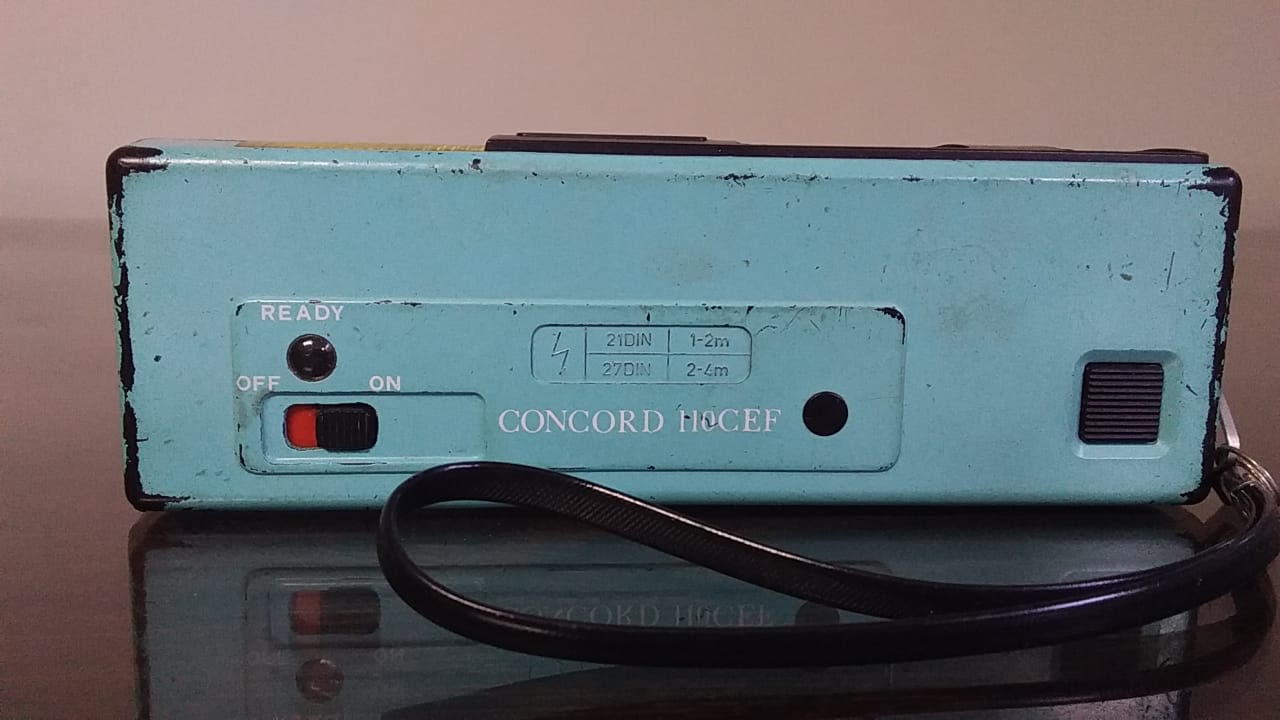 READY
OFF ON
21DIN 1-2m
27DIN 2-4m
CONCORD 110CEF